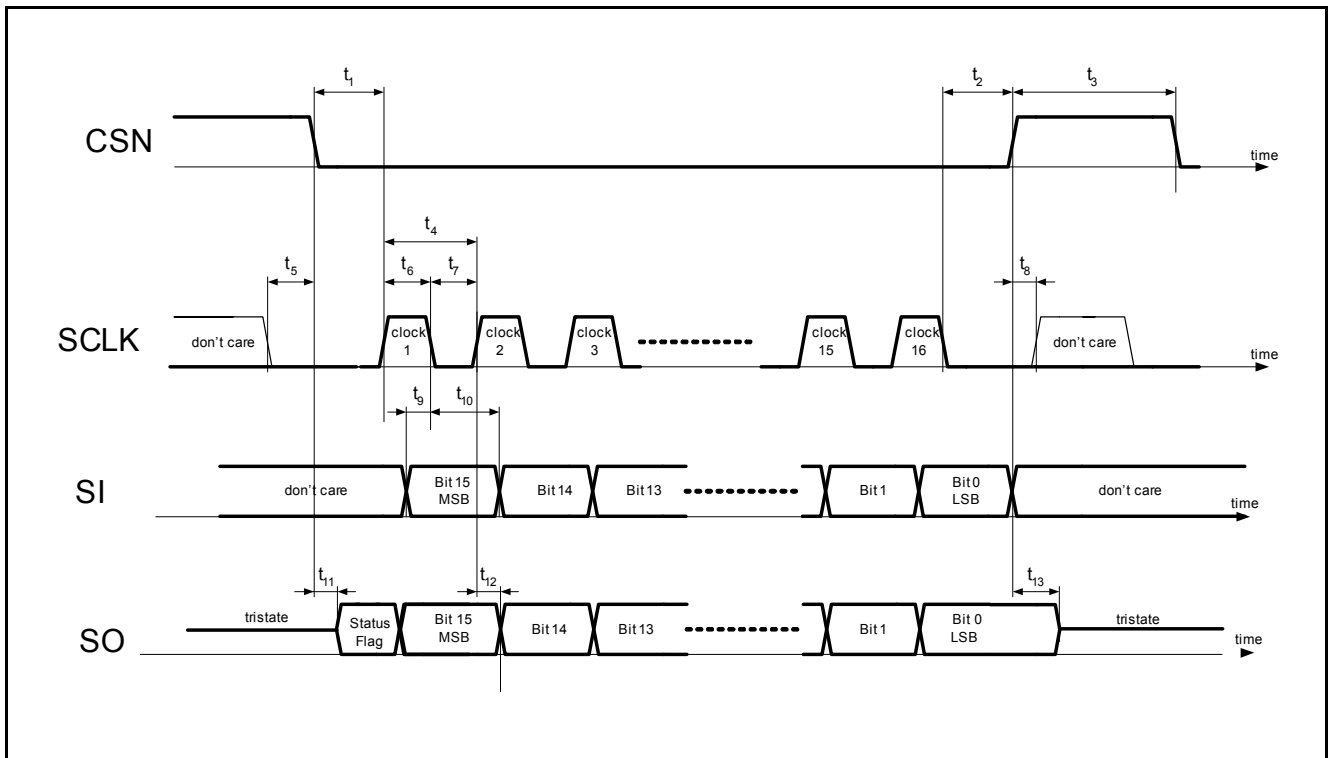 t1
t2
t3
CSN
time
t4
t5
t6
t7
t8
SCLK
don't care
clock
1
clock
2
clock
3
clock
15
clock
16
don't care
time
t9
t10
SI
don't care
Bit 15
MSB
Bit 14
Bit 13
Bit 1
Bit 0
LSB
don't care
time
t11
t12
t13
SO
tristate
Status
Flag
Bit 15
MSB
Bit 14
Bit 13
Bit 1
Bit 0
LSB
tristate
time